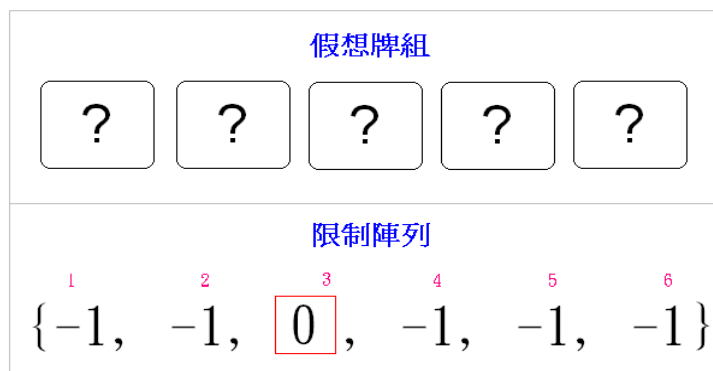 假想牌組
? ? ? ? ?
限制陣列
1 2 3 4 5 6
{-1, -1, 0, -1, -1, -1}